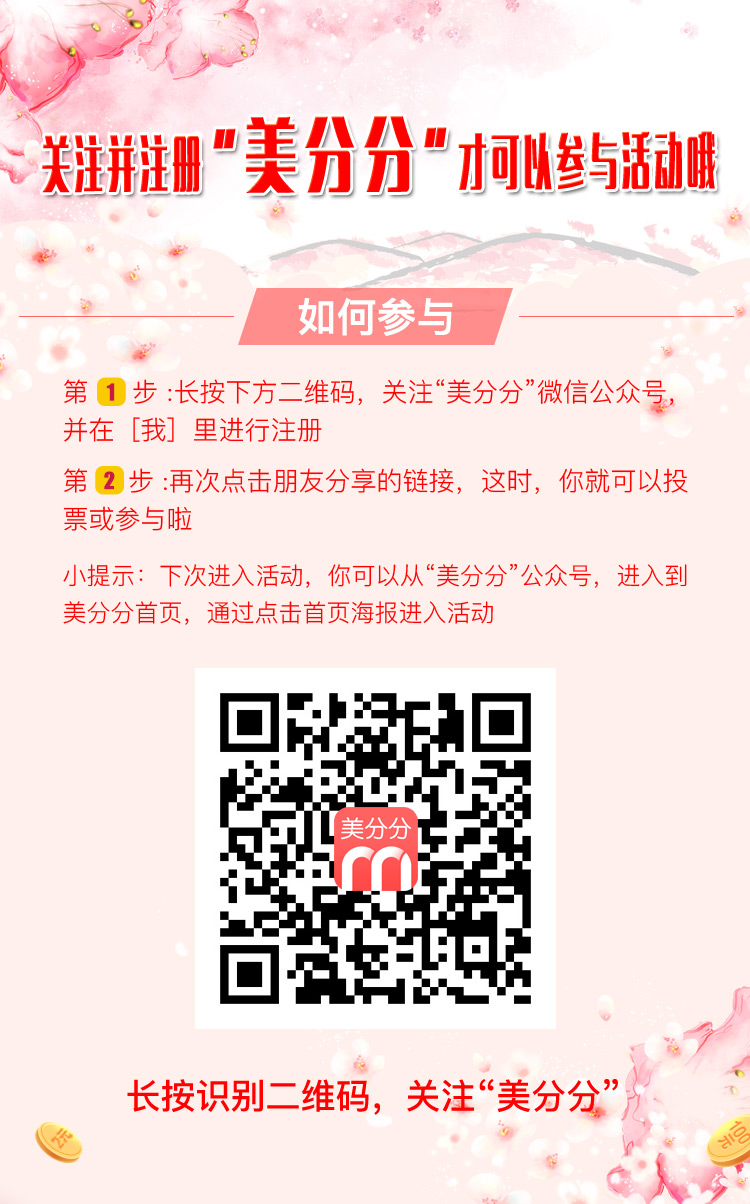 关注并注册"美分分"才可以参与活动哦
如何参与
第1步:长按下方二维码，关注“美分分”微信公众号，
并在［我］里进行注册
第2步:再次点击朋友分享的链接，这时，你就可以投
票或参与啦
小提示：下次进入活动，你可以从“美分分”公众号，进入到
美分分首页，通过点击首页海报进入活动
美分分
长按识别二维码，关注“美分分”
2元
100元